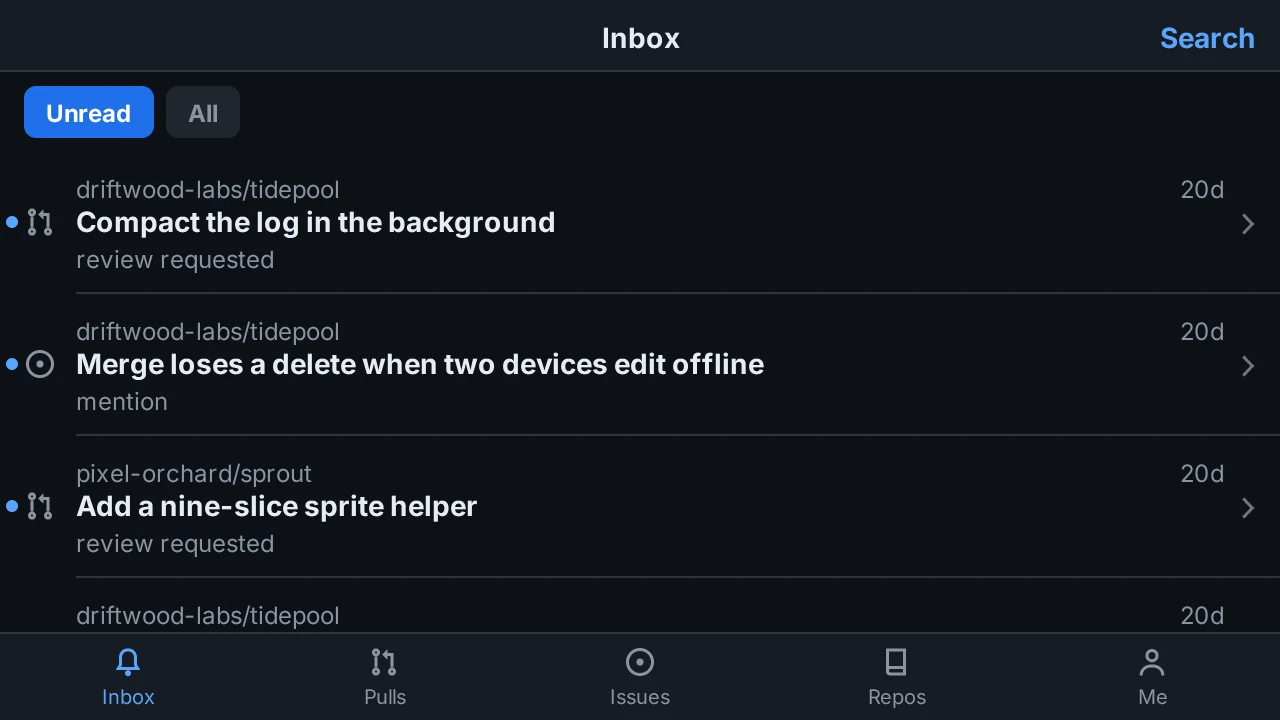 Inbox
Search
Unread
All
driftwood-labs/tidepool
20d
Compact the log in the background
review requested
driftwood-labs/tidepool
20d
Merge loses a delete when two devices edit offline
mention
pixel-orchard/sprout
20d
Add a nine-slice sprite helper
review requested
driftwood-labs/tidepool
20d
Inbox
Pulls
Issues
Repos
Me